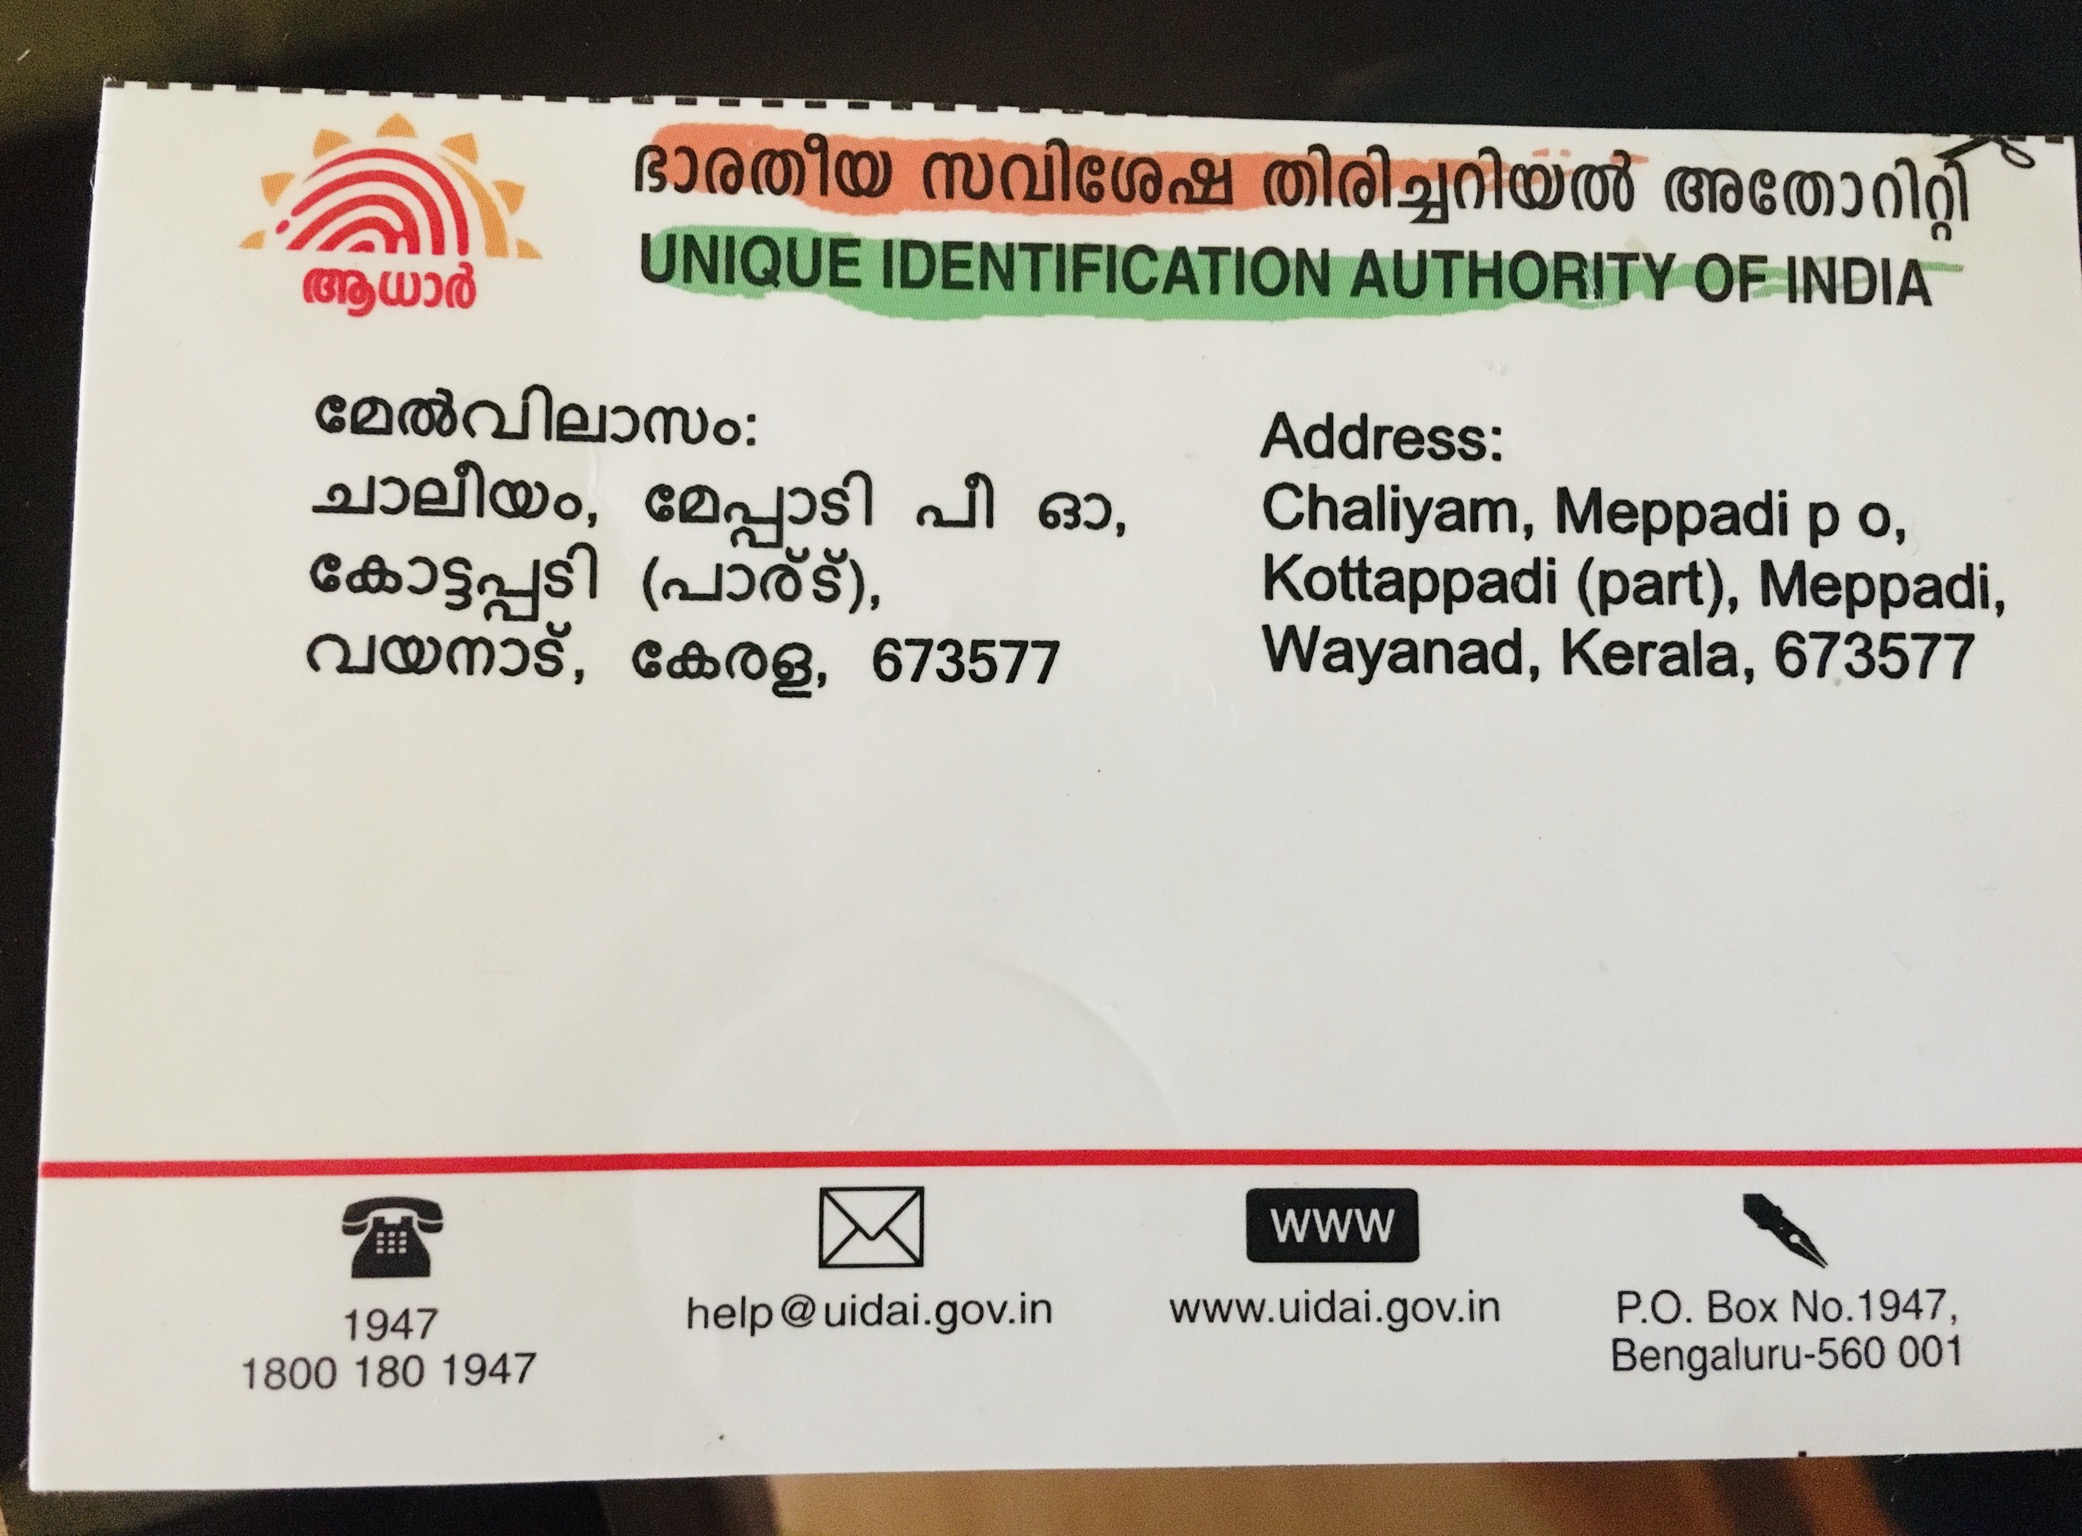 ഭാരതീയ സവിശേഷ തിരിച്ചറിയൽ അതോറിറ്റി
UNIQUE IDENTIFICATION AUTHORITY OF INDIA
ആധാർ
മേൽവിലാസം:
ചാലീയം, മേപ്പാടി പീ ഓ,
കോട്ടപ്പടി (പാര്ട്),
വയനാട്, കേരള, 673577
Address:
Chaliyam, Meppadi p o,
Kottappadi (part), Meppadi,
Wayanad, Kerala, 673577
1947
1800 180 1947
help@uidai.gov.in
WWW
www.uidai.gov.in
P.O. Box No.1947,
Bengaluru-560 001